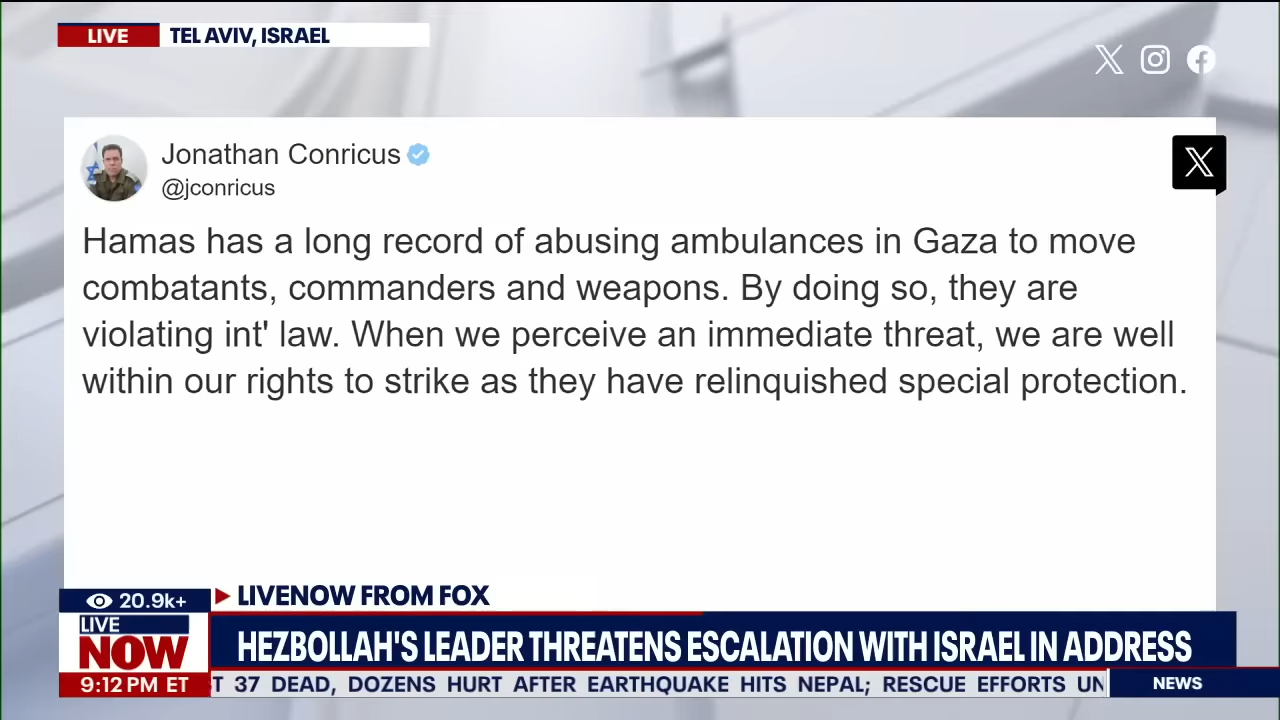 LIVE
TEL AVIV, ISRAEL
Jonathan Conricus
@jconricus
Hamas has a long record of abusing ambulances in Gaza to move
combatants, commanders and weapons. By doing so, they are
violating int' law. When we perceive an immediate threat, we are well
within our rights to strike as they have relinquished special protection.
20.9k+
LIVENOW FROM FOX
LIVE
NOW
HEZBOLLAH'S LEADER THREATENS ESCALATION WITH ISRAEL IN ADDRESS
9:12 PM ET
T 37 DEAD, DOZENS HURT AFTER EARTHQUAKE HITS NEPAL; RESCUE EFFORTS UN
NEWS